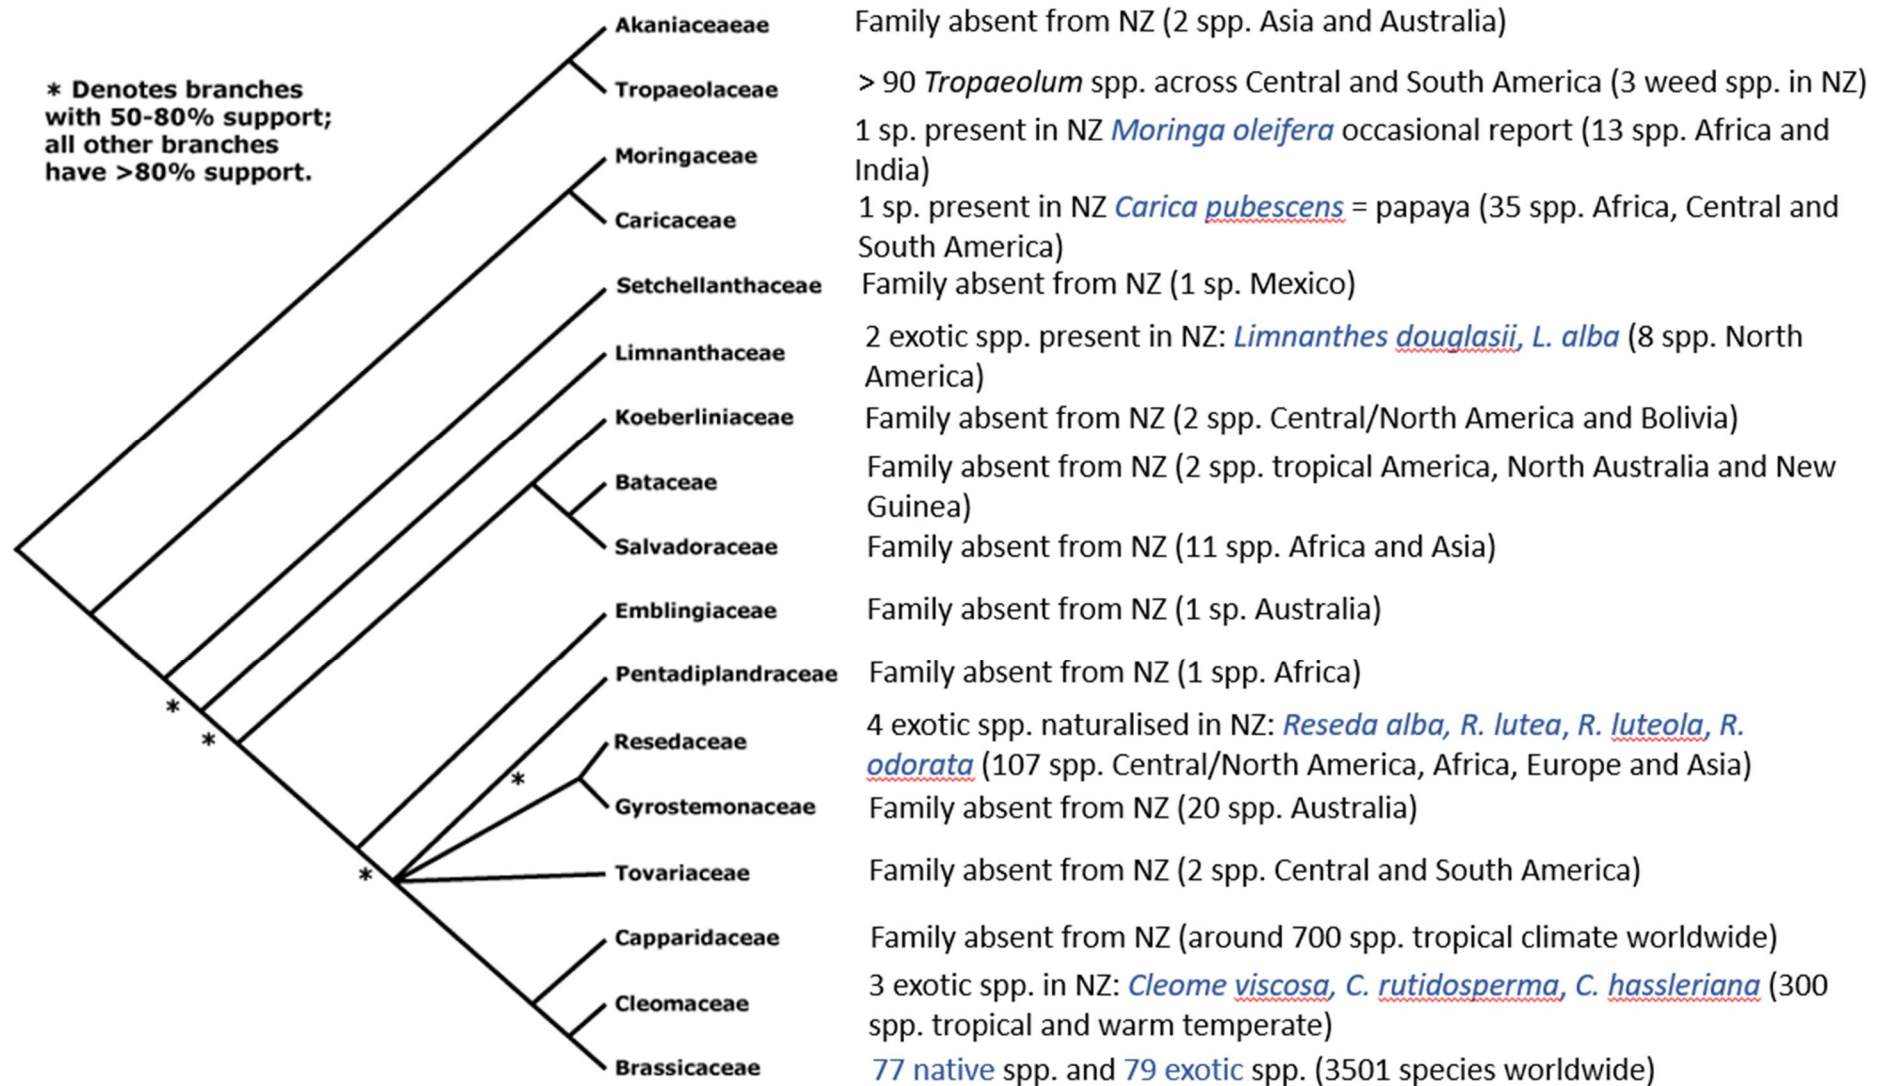 Akaniaceaeae Family absent from NZ (2 spp. Asia and Australia)
* Denotes branches
with 50-80% support;
all other branches
have >80% support.
Tropaeolaceae > 90 Tropaeolum spp. across Central and South America (3 weed spp. in NZ)
Moringaceae 1 sp. present in NZ Moringa oleifera occasional report (13 spp. Africa and
India)
Caricaceae 1 sp. present in NZ Carica pubescens = papaya (35 spp. Africa, Central and
South America)
Setchellanthaceae Family absent from NZ (1 sp. Mexico)
Limnanthaceae 2 exotic spp. present in NZ: Limnanthes douglasii, L. alba (8 spp. North
America)
Koeberliniaceae Family absent from NZ (2 spp. Central/North America and Bolivia)
Bataceae Family absent from NZ (2 spp. tropical America, North Australia and New
Guinea)
Salvadoraceae Family absent from NZ (11 spp. Africa and Asia)
Emblingiaceae Family absent from NZ (1 sp. Australia)
*
Pentadiplandraceae Family absent from NZ (1 spp. Africa)
*
Resedaceae 4 exotic spp. naturalised in NZ: Reseda alba, R. lutea, R. luteola, R.
odorata (107 spp. Central/North America, Africa, Europe and Asia)
*
Gyrostemonaceae Family absent from NZ (20 spp. Australia)
*
Tovariaceae Family absent from NZ (2 spp. Central and South America)
Capparidaceae Family absent from NZ (around 700 spp. tropical climate worldwide)
Cleomaceae 3 exotic spp. in NZ: Cleome viscosa, C. rutidosperma, C. hassleriana (300
spp. tropical and warm temperate)
Brassicaceae 77 native spp. and 79 exotic spp. (3501 species worldwide)